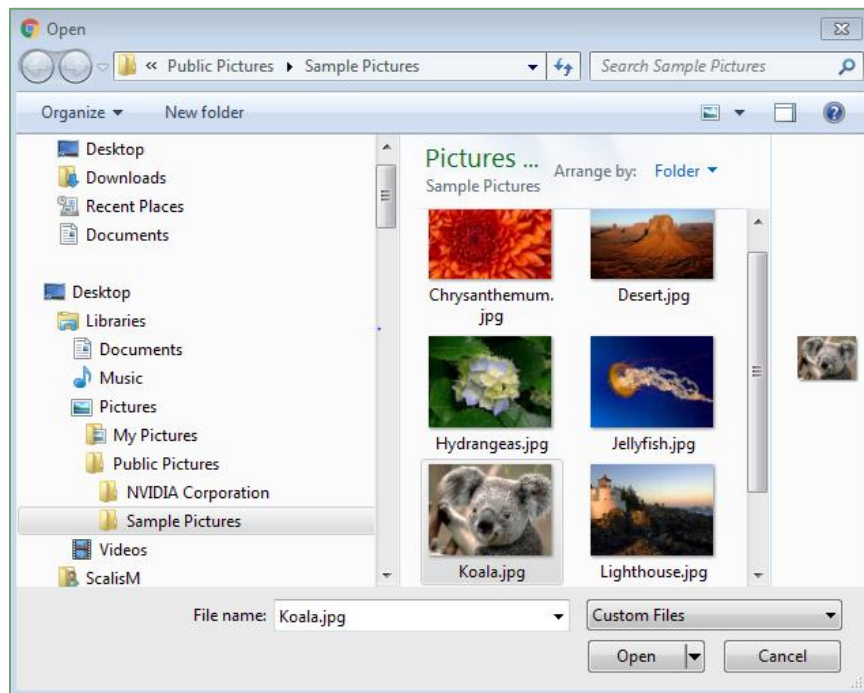 Open
« Public Pictures Sample Pictures
Search Sample Pictures
Organize New folder
Desktop
Downloads
Recent Places
Documents
Desktop
Libraries
Documents
Music
Pictures
My Pictures
Public Pictures
NVIDIA Corporation
Sample Pictures
Videos
ScalisM
Pictures ...
Sample Pictures
Arrange by: Folder
Chrysanthemum.
jpg
Desert.jpg
Hydrangeas.jpg
Jellyfish.jpg
Koala.jpg
Lighthouse.jpg
File name: Koala.jpg
Custom Files
Open
Cancel